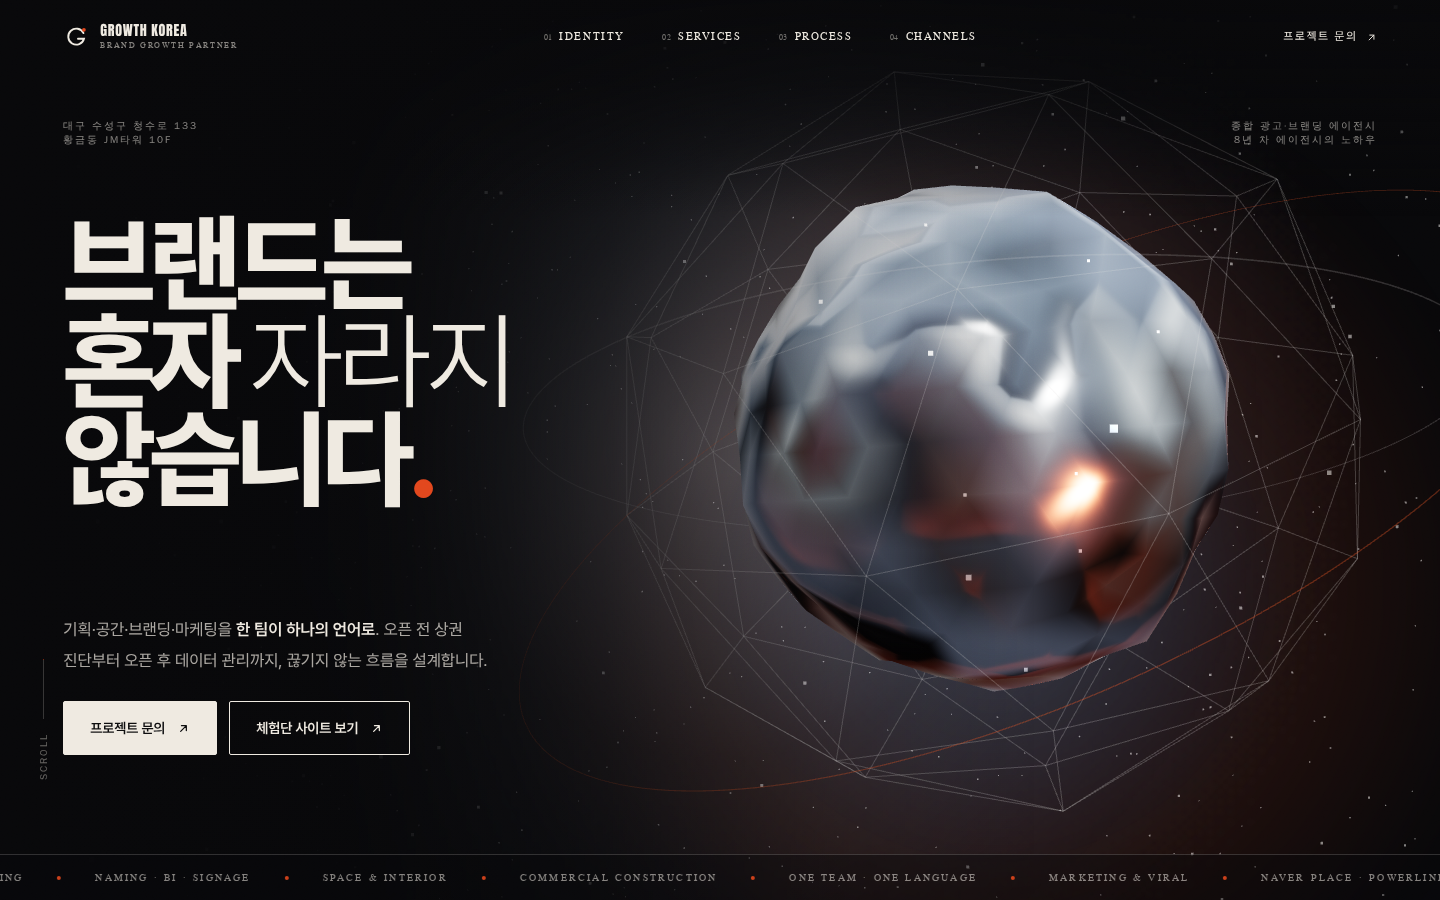 GROWTH KOREA
BRAND GROWTH PARTNER
01 IDENTITY
02 SERVICES
03 PROCESS
04 CHANNELS
프로젝트 문의
대구 수성구 청수로 133
황금동 JM타워 10F
종합 광고·브랜딩 에이전시
8년 차 에이전시의 노하우
브랜드는
혼자 자라지
않습니다.
기획·공간·브랜딩·마케팅을 한 팀이 하나의 언어로. 오픈 전 상권
진단부터 오픈 후 데이터 관리까지, 끊기지 않는 흐름을 설계합니다.
프로젝트 문의
체험단 사이트 보기
SCROLL
ING • NAMING · BI · SIGNAGE • SPACE & INTERIOR • COMMERCIAL CONSTRUCTION • ONE TEAM · ONE LANGUAGE • MARKETING & VIRAL • NAVER PLACE · POWERLIN